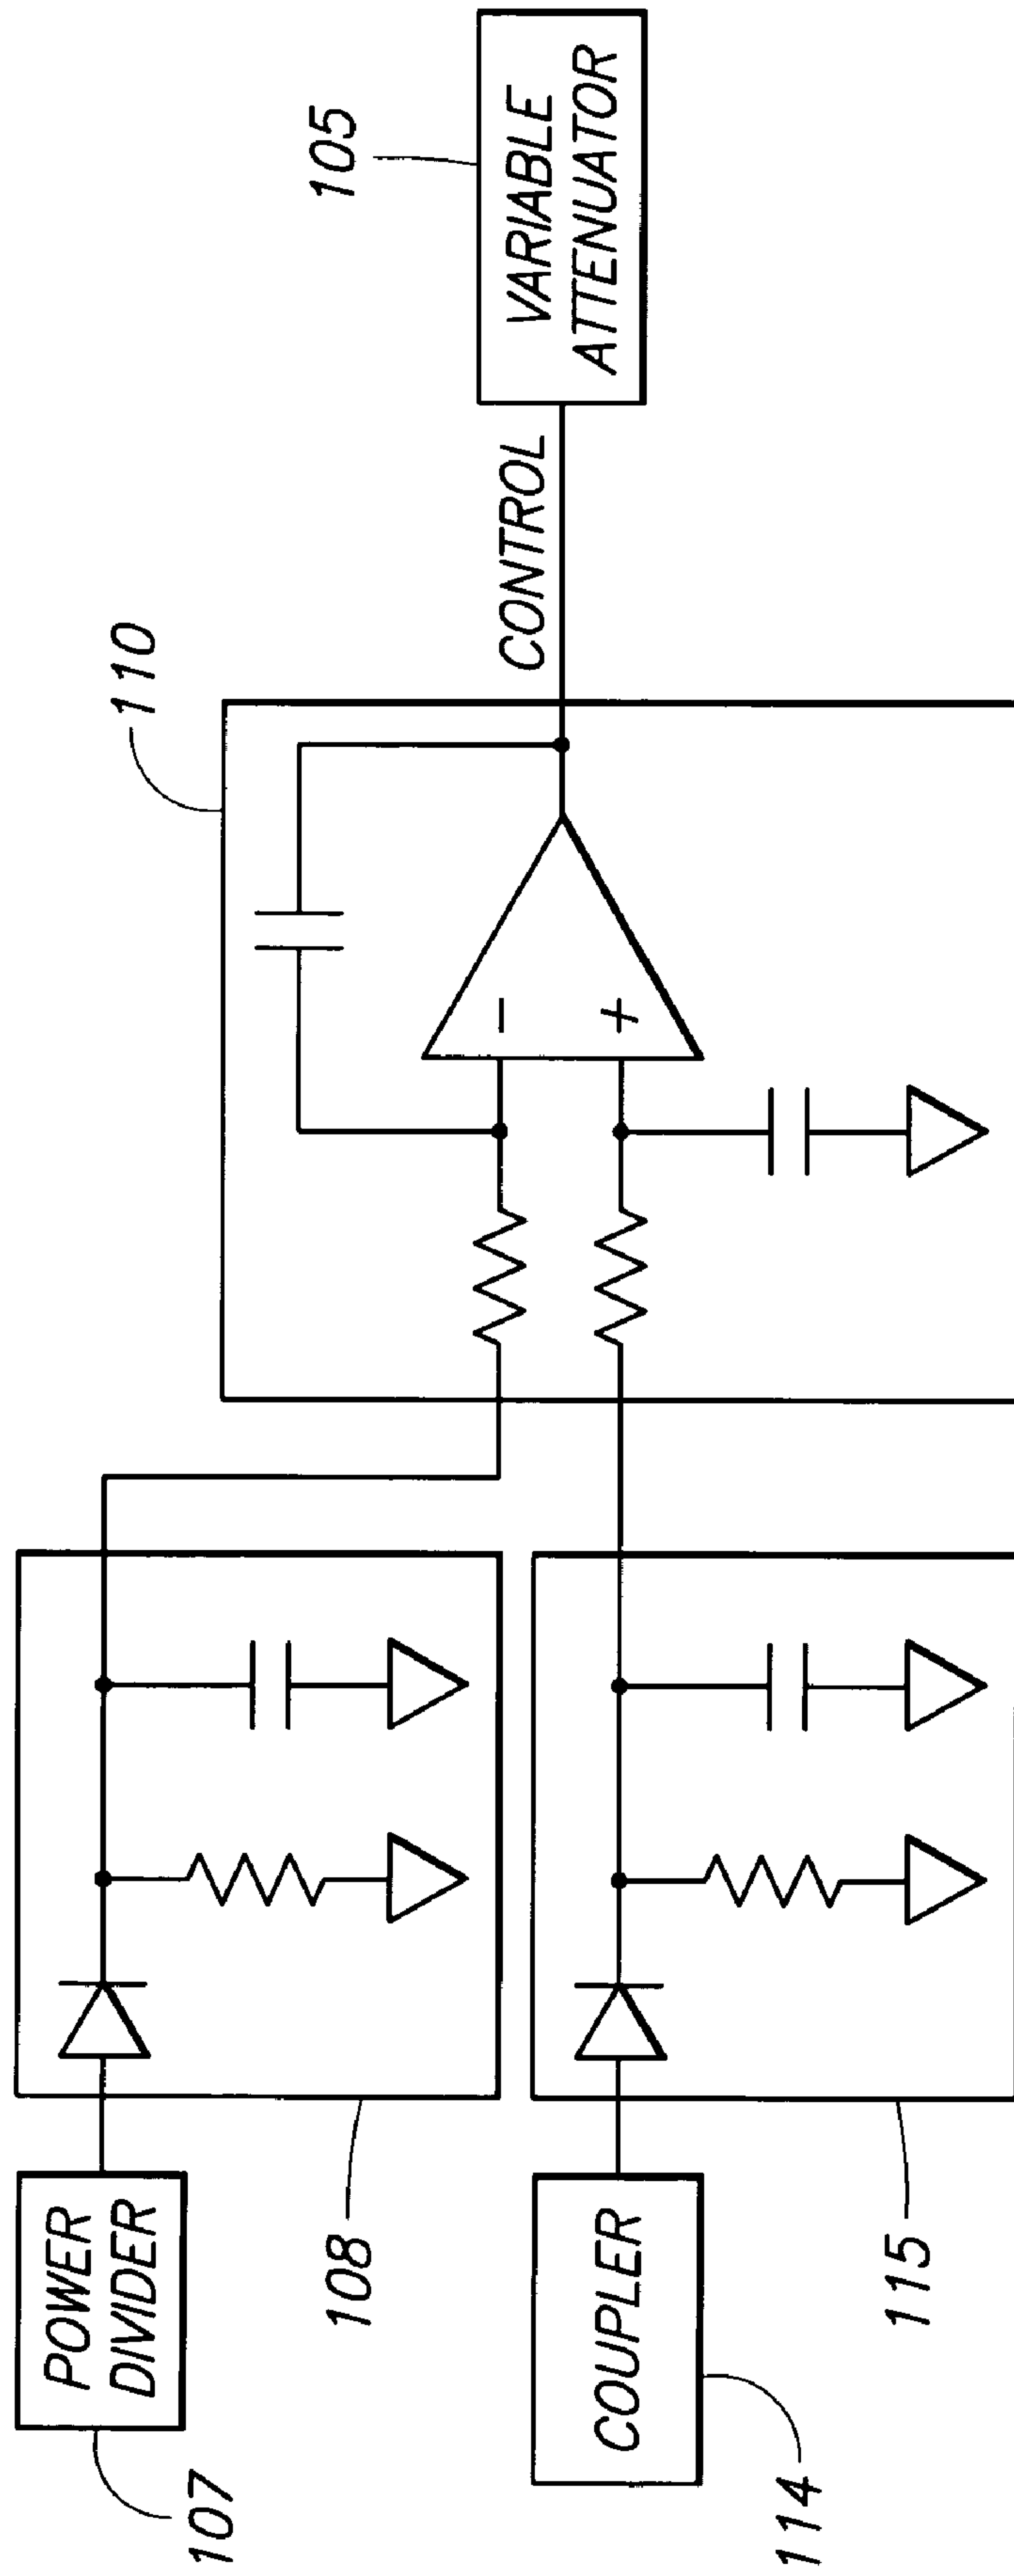 107
POWER
DIVIDER
108
114
COUPLER
115
110
−
+
CONTROL
105
VARIABLE
ATTENUATOR